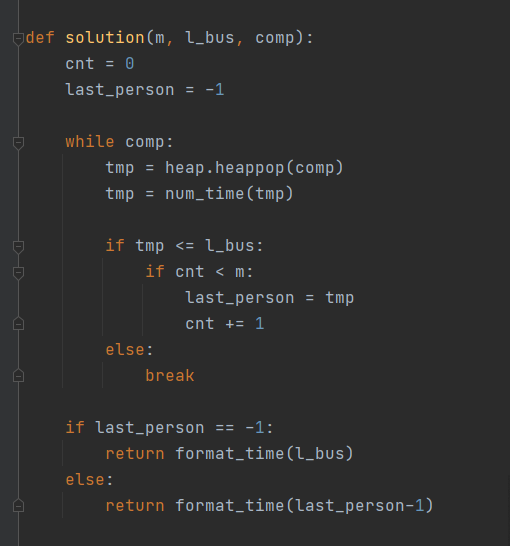 def solution(m, l_bus, comp):
    cnt = 0
    last_person = -1
    while comp:
        tmp = heap.heappop(comp)
        tmp = num_time(tmp)
        if tmp <= l_bus:
            if cnt < m:
                last_person = tmp
                cnt += 1
        else:
            break
    if last_person == -1:
        return format_time(l_bus)
    else:
        return format_time(last_person-1)